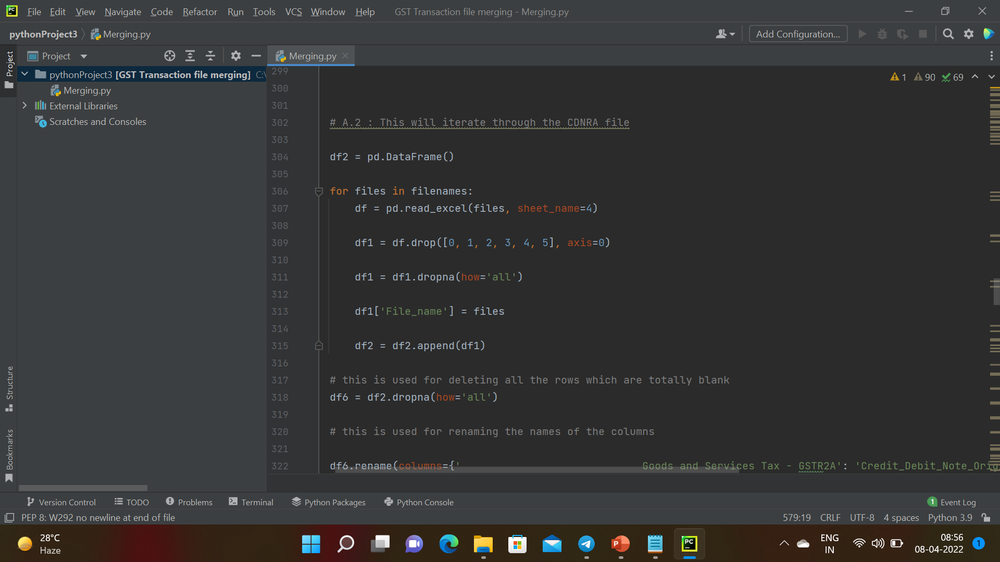 File Edit View Navigate Code Refactor Run Tools VCS Window Help GST Transaction file merging - Merging.py
pythonProject3 Merging.py Add Configuration...
Project Merging.py
Project
pythonProject3 [GST Transaction file merging] C:\
Merging.py
External Libraries
Scratches and Consoles
Structure
Bookmarks
1 90 69
299
300
301
302 # A.2 : This will iterate through the CDNRA file
303
304 df2 = pd.DataFrame()
305
306 for files in filenames:
307 df = pd.read_excel(files, sheet_name=4)
308
309 df1 = df.drop([0, 1, 2, 3, 4, 5], axis=0)
310
311 df1 = df1.dropna(how='all')
312
313 df1['File_name'] = files
314
315 df2 = df2.append(df1)
316
317 # this is used for deleting all the rows which are totally blank
318 df6 = df2.dropna(how='all')
319
320 # this is used for renaming the names of the columns
321
322 df6.rename(columns={' Goods and Services Tax - GSTR2A': 'Credit_Debit_Note_Orig
Version Control TODO Problems Terminal Python Packages Python Console 1 Event Log
PEP 8: W292 no newline at end of file 579:19 CRLF UTF-8 4 spaces Python 3.9
28°C
Haze
PC
ENG
IN
08:56
08-04-2022
1